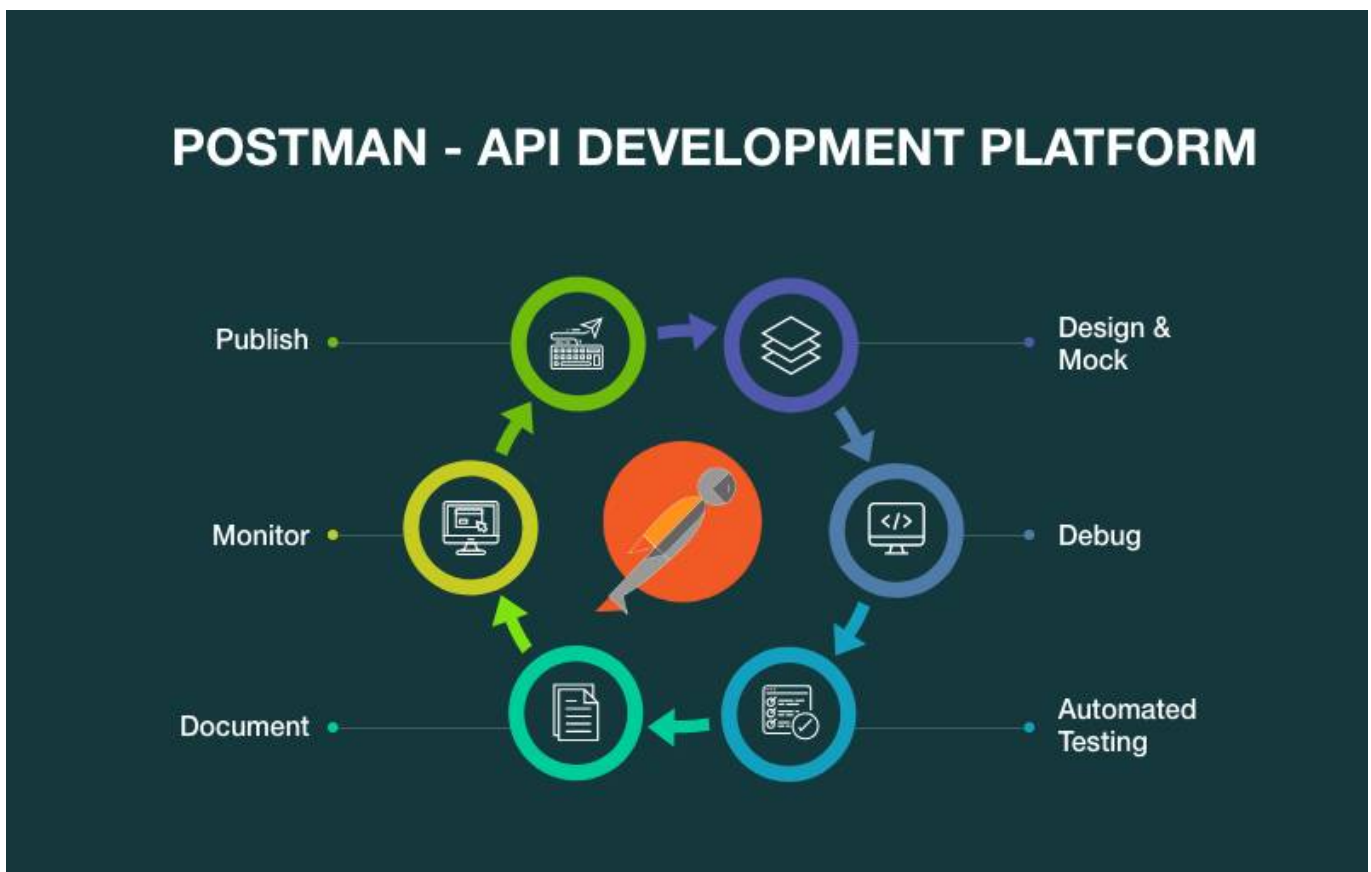 POSTMAN - API DEVELOPMENT PLATFORM
Publish
Design &
Mock
</>
Monitor
Debug
Document
Automated
Testing